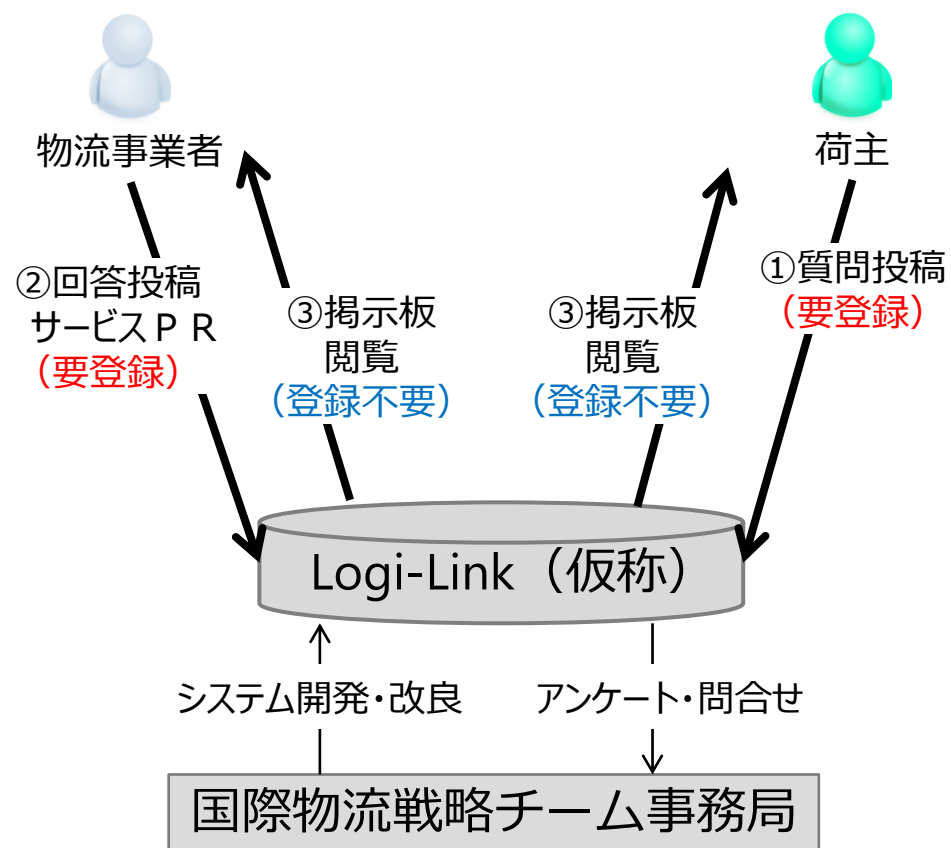 物流事業者
荷主
②回答投稿
サービスＰＲ
（要登録）
③掲示板
閲覧
（登録不要）
③掲示板
閲覧
（登録不要）
①質問投稿
（要登録）
Logi-Link（仮称）
システム開発・改良
アンケート・問合せ
国際物流戦略チーム事務局